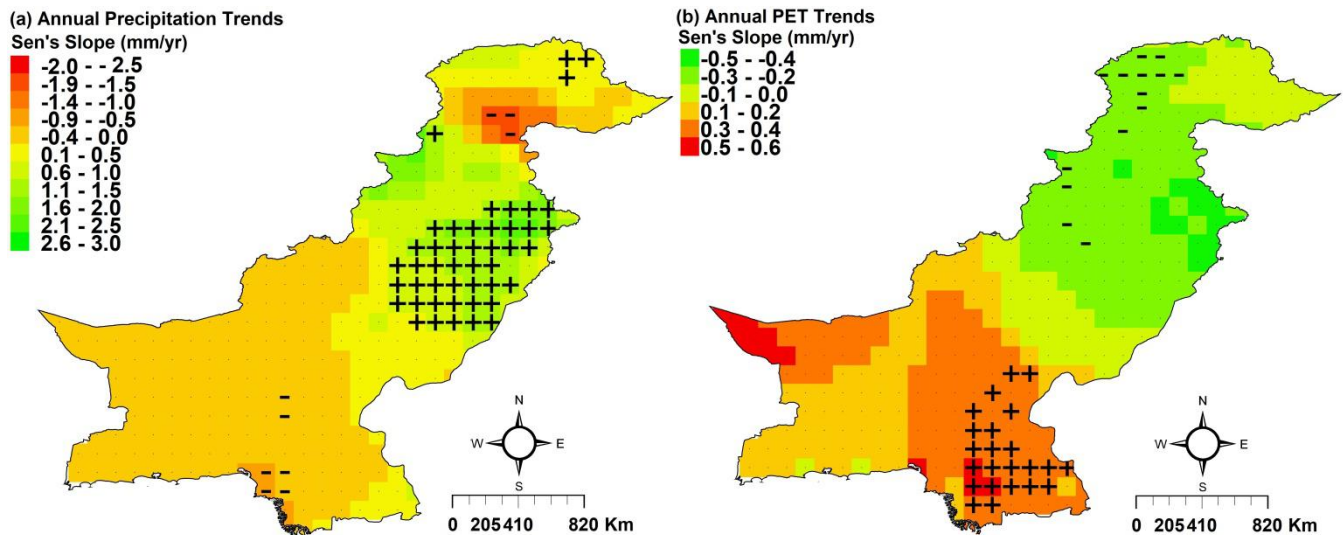 (a) Annual Precipitation Trends
Sen's Slope (mm/yr)
-2.0 - - 2.5
-1.9 - -1.5
-1.4 - -1.0
-0.9 - -0.5
-0.4 - 0.0
0.1 - 0.5
0.6 - 1.0
1.1 - 1.5
1.6 - 2.0
2.1 - 2.5
2.6 - 3.0
N
W E
S
0 205 410 820 Km
(b) Annual PET Trends
Sen's Slope (mm/yr)
-0.5 - -0.4
-0.3 - -0.2
-0.1 - 0.0
0.1 - 0.2
0.3 - 0.4
0.5 - 0.6
N
W E
S
0 205 410 820 Km